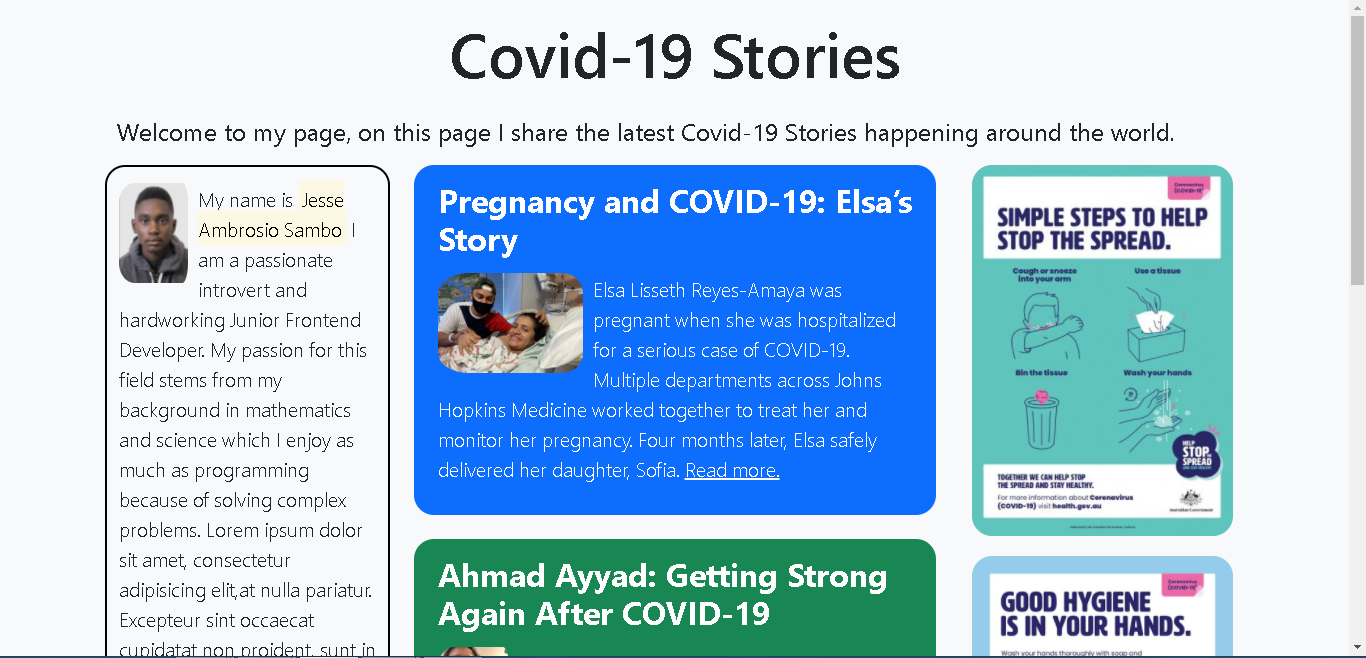 Covid-19 Stories
Welcome to my page, on this page I share the latest Covid-19 Stories happening around the world.
My name is Jesse
Ambrosio Sambo I
am a passionate
introvert and
hardworking Junior Frontend
Developer. My passion for this
field stems from my
background in mathematics
and science which I enjoy as
much as programming
because of solving complex
problems. Lorem ipsum dolor
sit amet, consectetur
adipisicing elit,at nulla pariatur.
Excepteur sint occaecat
cupidatat non proident, sunt in
Pregnancy and COVID-19: Elsa’s
Story
Elsa Lisseth Reyes-Amaya was
pregnant when she was hospitalized
for a serious case of COVID-19.
Multiple departments across Johns
Hopkins Medicine worked together to treat her and
monitor her pregnancy. Four months later, Elsa safely
delivered her daughter, Sofia. Read more.
Ahmad Ayyad: Getting Strong
Again After COVID-19
Coronavirus
(COVID-19)
SIMPLE STEPS TO HELP
STOP THE SPREAD.
Cough or sneeze
into your arm
Use a tissue
Bin the tissue
Wash your hands
HELP
STOP THE
SPREAD
AND STAY HEALTHY
TOGETHER WE CAN HELP STOP
THE SPREAD AND STAY HEALTHY.
For more information about Coronavirus
(COVID-19) visit health.gov.au
Australian Government
Coronavirus
(COVID-19)
GOOD HYGIENE
IS IN YOUR HANDS.
Wash your hands thoroughly with soap and